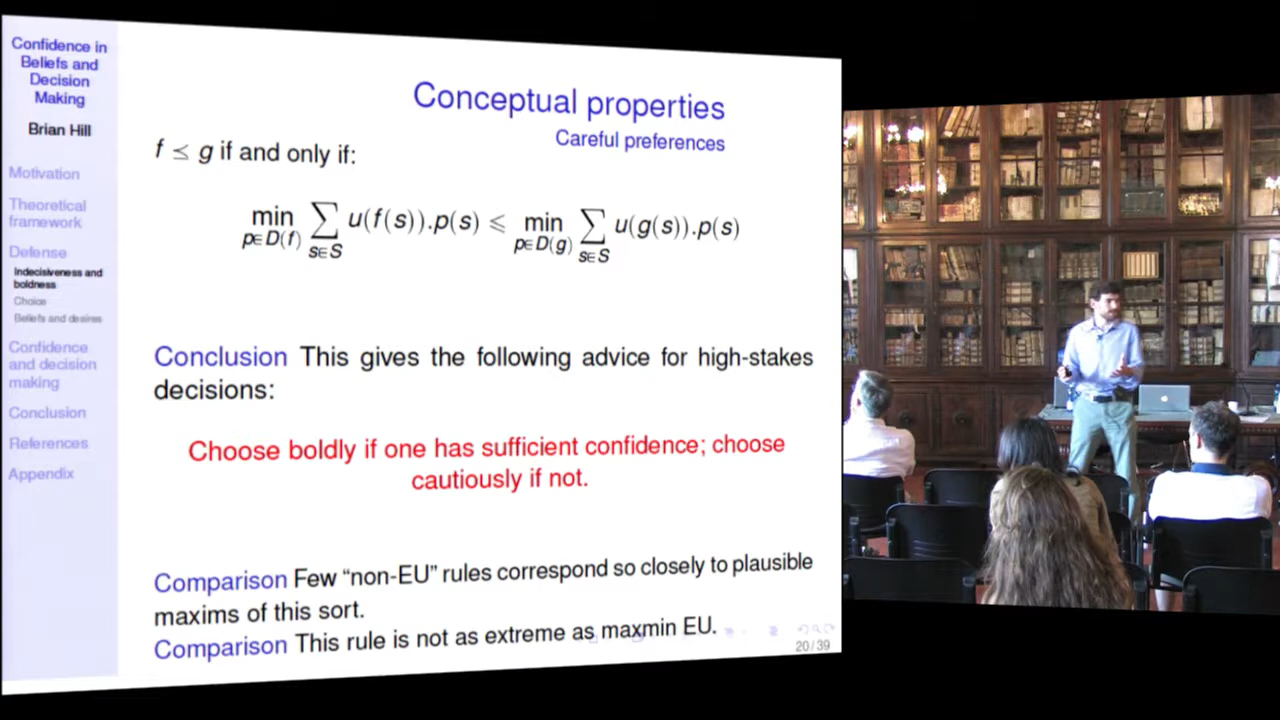 Confidence in
Beliefs and
Decision
Making
Brian Hill
Motivation
Theoretical
framework
Defense
Indecisiveness and
boldness
Choice
Beliefs and desires
Confidence
and decision
making
Conclusion
References
Appendix
Conceptual properties
Careful preferences
f ≤ g if and only if:
min ∑ u(f(s)).p(s) ⩽ min ∑ u(g(s)).p(s)
p∈D(f) s∈S p∈D(g) s∈S
Conclusion This gives the following advice for high-stakes
decisions:
Choose boldly if one has sufficient confidence; choose
cautiously if not.
Comparison Few “non-EU” rules correspond so closely to plausible
maxims of this sort.
Comparison This rule is not as extreme as maxmin EU.
20/39